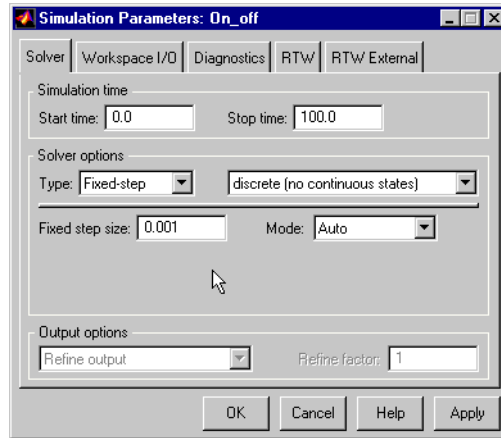 Simulation Parameters: On_off
Solver Workspace I/O Diagnostics RTW RTW External
Simulation time
Start time: 0.0 Stop time: 100.0
Solver options
Type: Fixed-step discrete (no continuous states)
Fixed step size: 0.001 Mode: Auto
Output options
Refine output Refine factor: 1
OK Cancel Help Apply